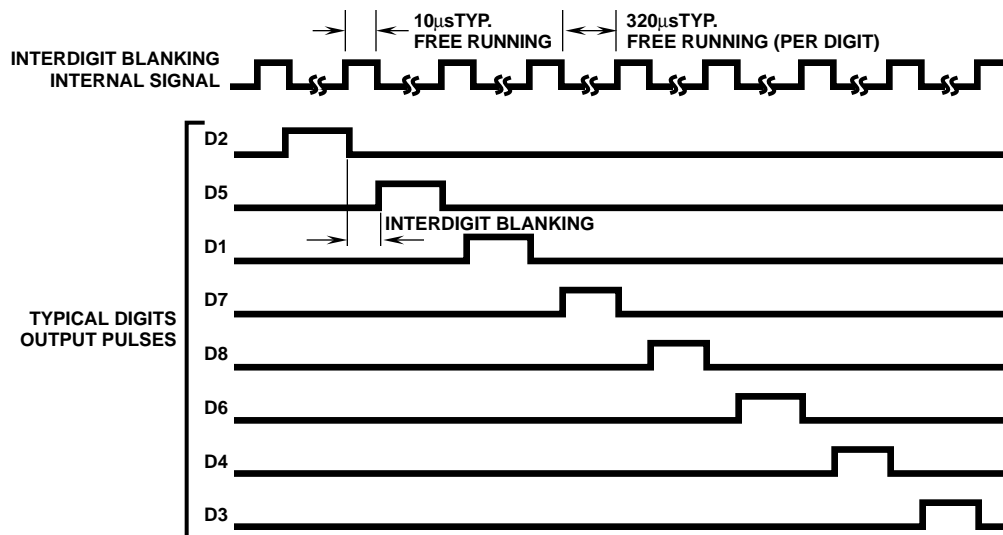 10µsTYP.
FREE RUNNING
320µsTYP.
FREE RUNNING (PER DIGIT)
INTERDIGIT BLANKING
INTERNAL SIGNAL
D2
D5
INTERDIGIT BLANKING
D1
D7
TYPICAL DIGITS
OUTPUT PULSES
D8
D6
D4
D3